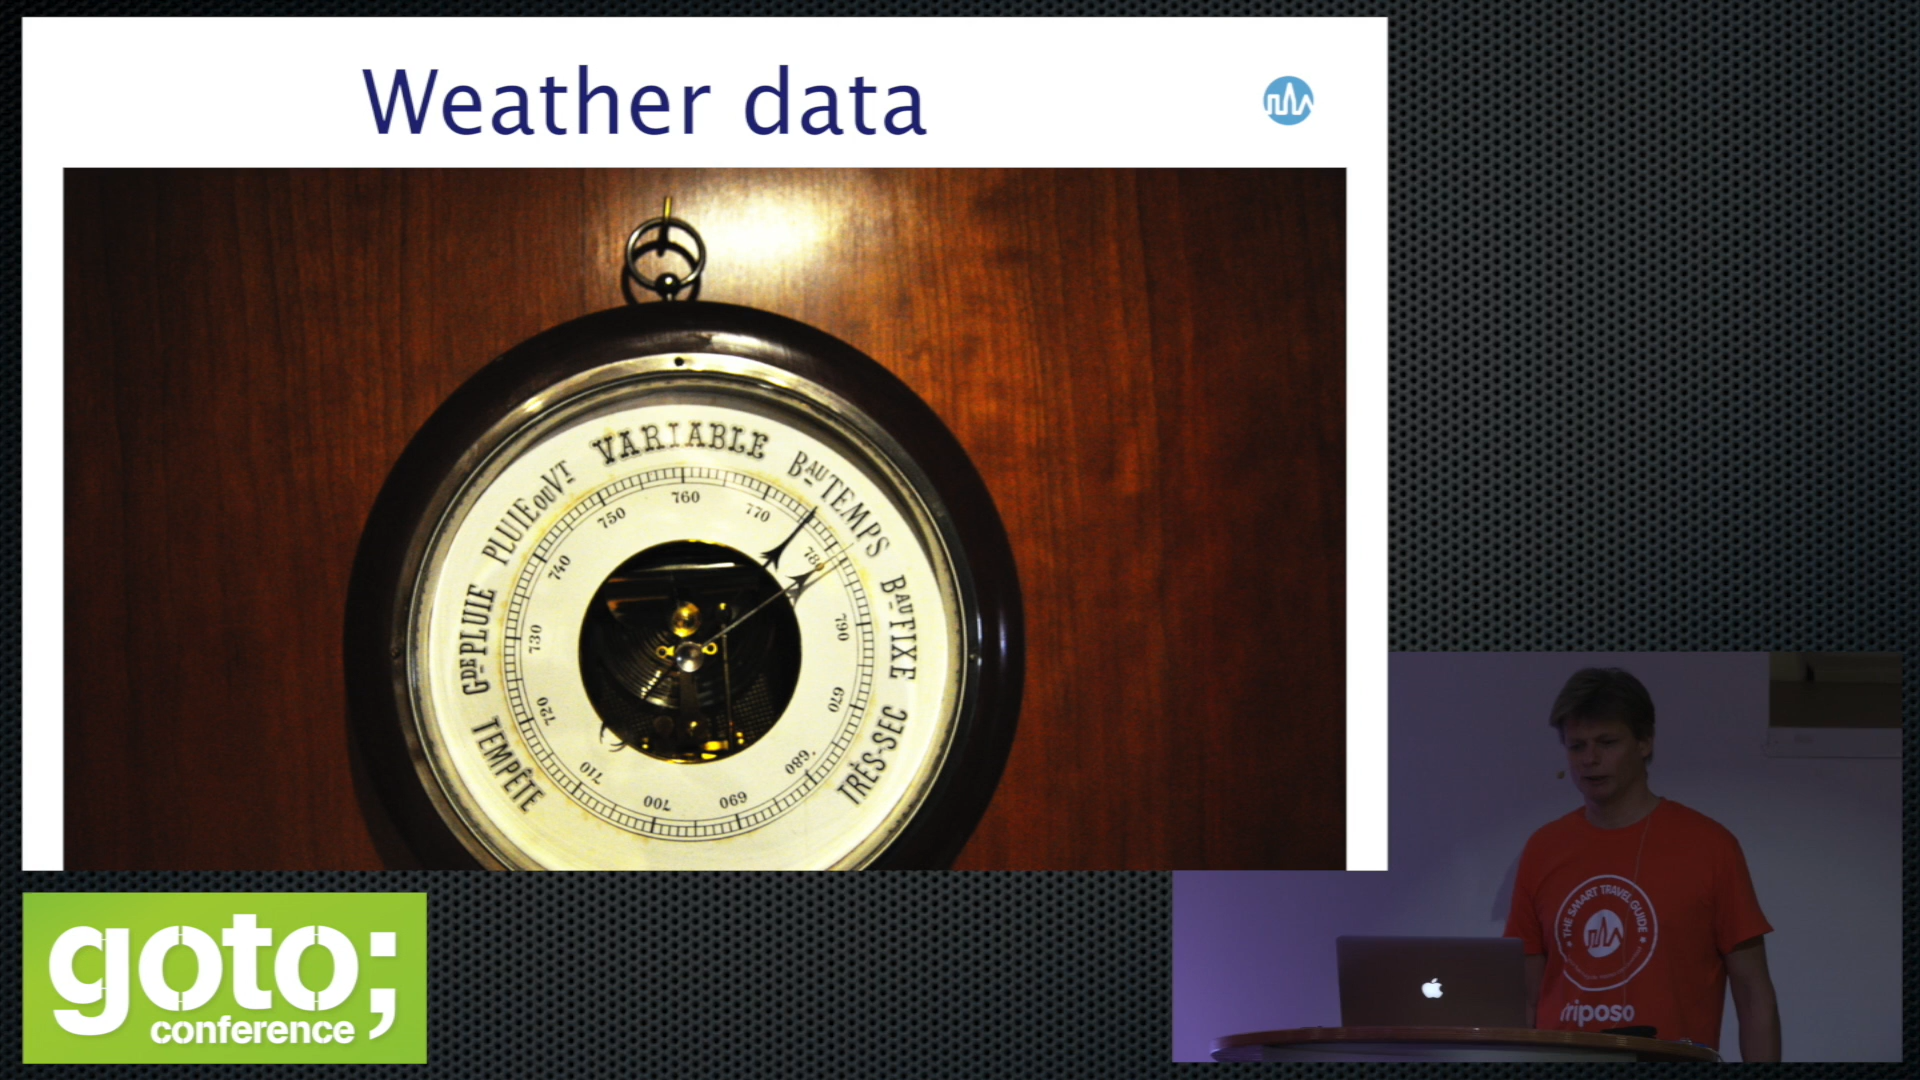 Weather data
VARIABLE
BAU TEMPS
BAU FIXE
TRÈS-SEC
TEMPÊTE
GDE PLUIE
PLUIE OU VT
760
770
780
790
670
680
690
700
710
720
730
740
750
THE SMART TRAVEL GUIDE
triposo
goto;
conference